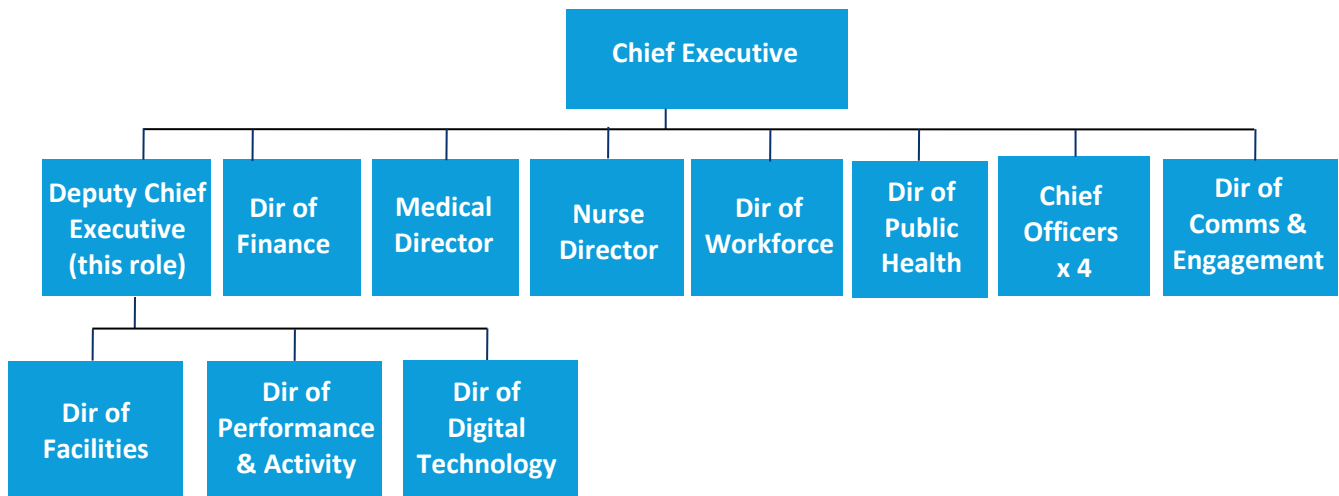 Chief Executive
Deputy Chief
Executive
(this role)
Dir of
Finance
Medical
Director
Nurse
Director
Dir of
Workforce
Dir of
Public
Health
Chief
Officers
x 4
Dir of
Comms &
Engagement
Dir of
Facilities
Dir of
Performance
& Activity
Dir of
Digital
Technology